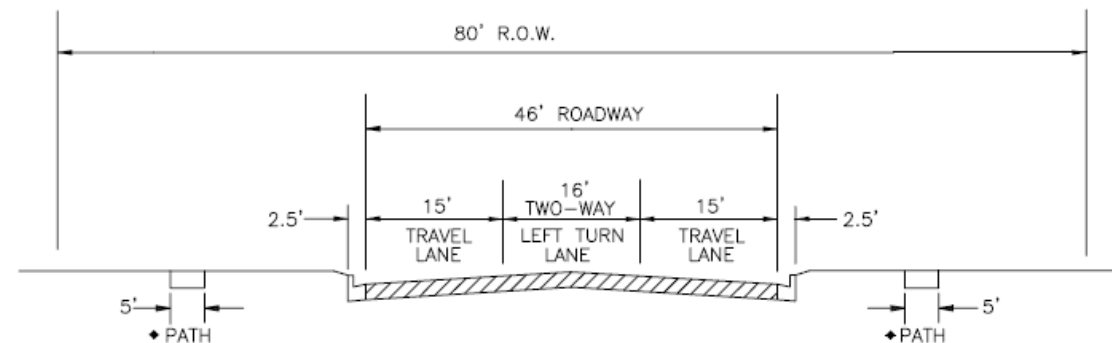 80' R.O.W.
46' ROADWAY
2.5'
15'
TRAVEL
LANE
16'
TWO-WAY
LEFT TURN
LANE
15'
TRAVEL
LANE
2.5'
5'
◆ PATH
5'
◆ PATH